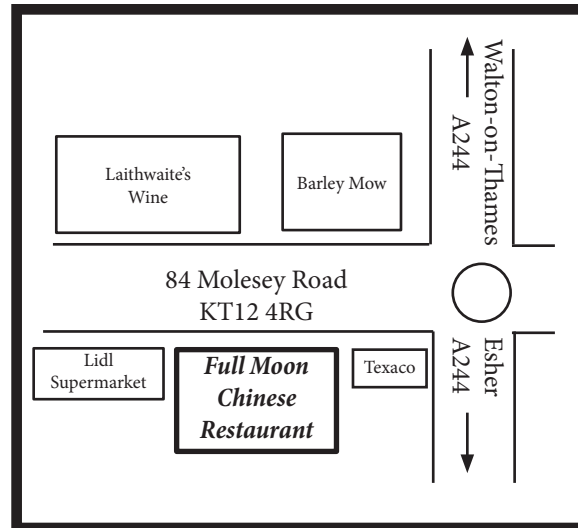 Walton-on-Thames
A244
Laithwaite's
Wine
Barley Mow
84 Molesey Road
KT12 4RG
Lidl
Supermarket
Full Moon
Chinese
Restaurant
Texaco
Esher
A244